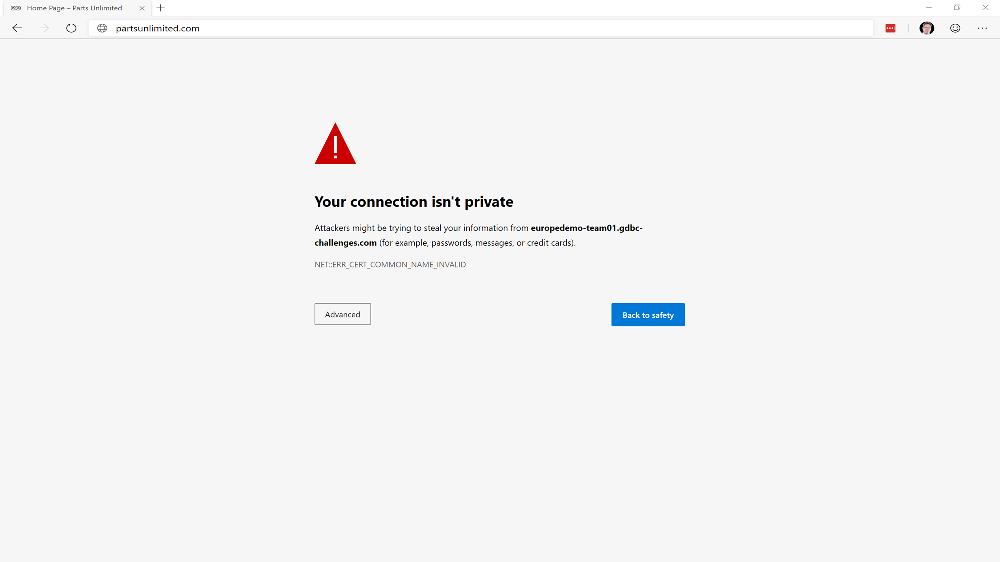 Home Page – Parts Unlimited
partsunlimited.com
Your connection isn't private
Attackers might be trying to steal your information from europedemo-team01.gdbc-
challenges.com (for example, passwords, messages, or credit cards).
NET::ERR_CERT_COMMON_NAME_INVALID
Advanced
Back to safety